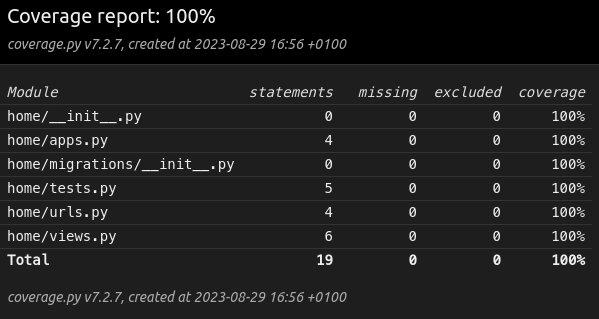 Coverage report: 100%
coverage.py v7.2.7, created at 2023-08-29 16:56 +0100
Module statements missing excluded coverage
home/__init__.py 0 0 0 100%
home/apps.py 4 0 0 100%
home/migrations/__init__.py 0 0 0 100%
home/tests.py 5 0 0 100%
home/urls.py 4 0 0 100%
home/views.py 6 0 0 100%
Total 19 0 0 100%
coverage.py v7.2.7, created at 2023-08-29 16:56 +0100